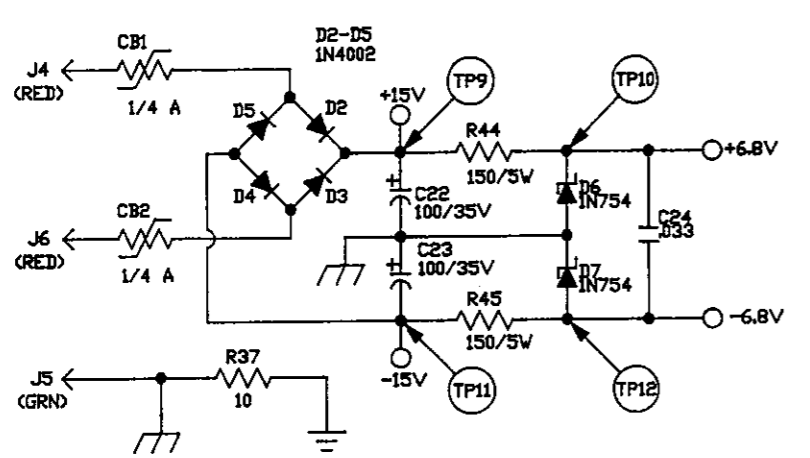 D2-D5
1N4002
CB1
J4
(RED)
1/4 A
D5
D2
D4
D3
CB2
J6
(RED)
1/4 A
+15V
TP9
TP10
R44
150/5W
+6.8V
C22
100/35V
D6
1N754
C24
.033
C23
100/35V
D7
1N754
R45
150/5W
-6.8V
-15V
TP11
TP12
J5
(GRN)
R37
10